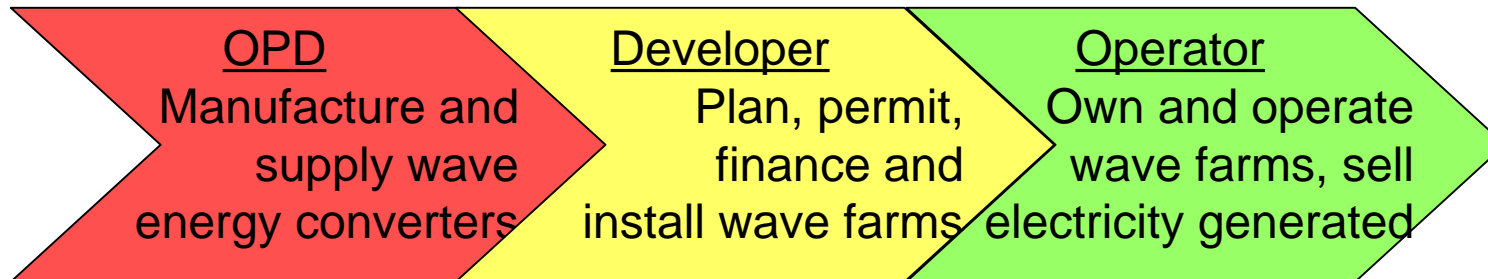 OPD
Manufacture and
supply wave
energy converters
Developer
Plan, permit,
finance and
install wave farms
Operator
Own and operate
wave farms, sell
electricity generated